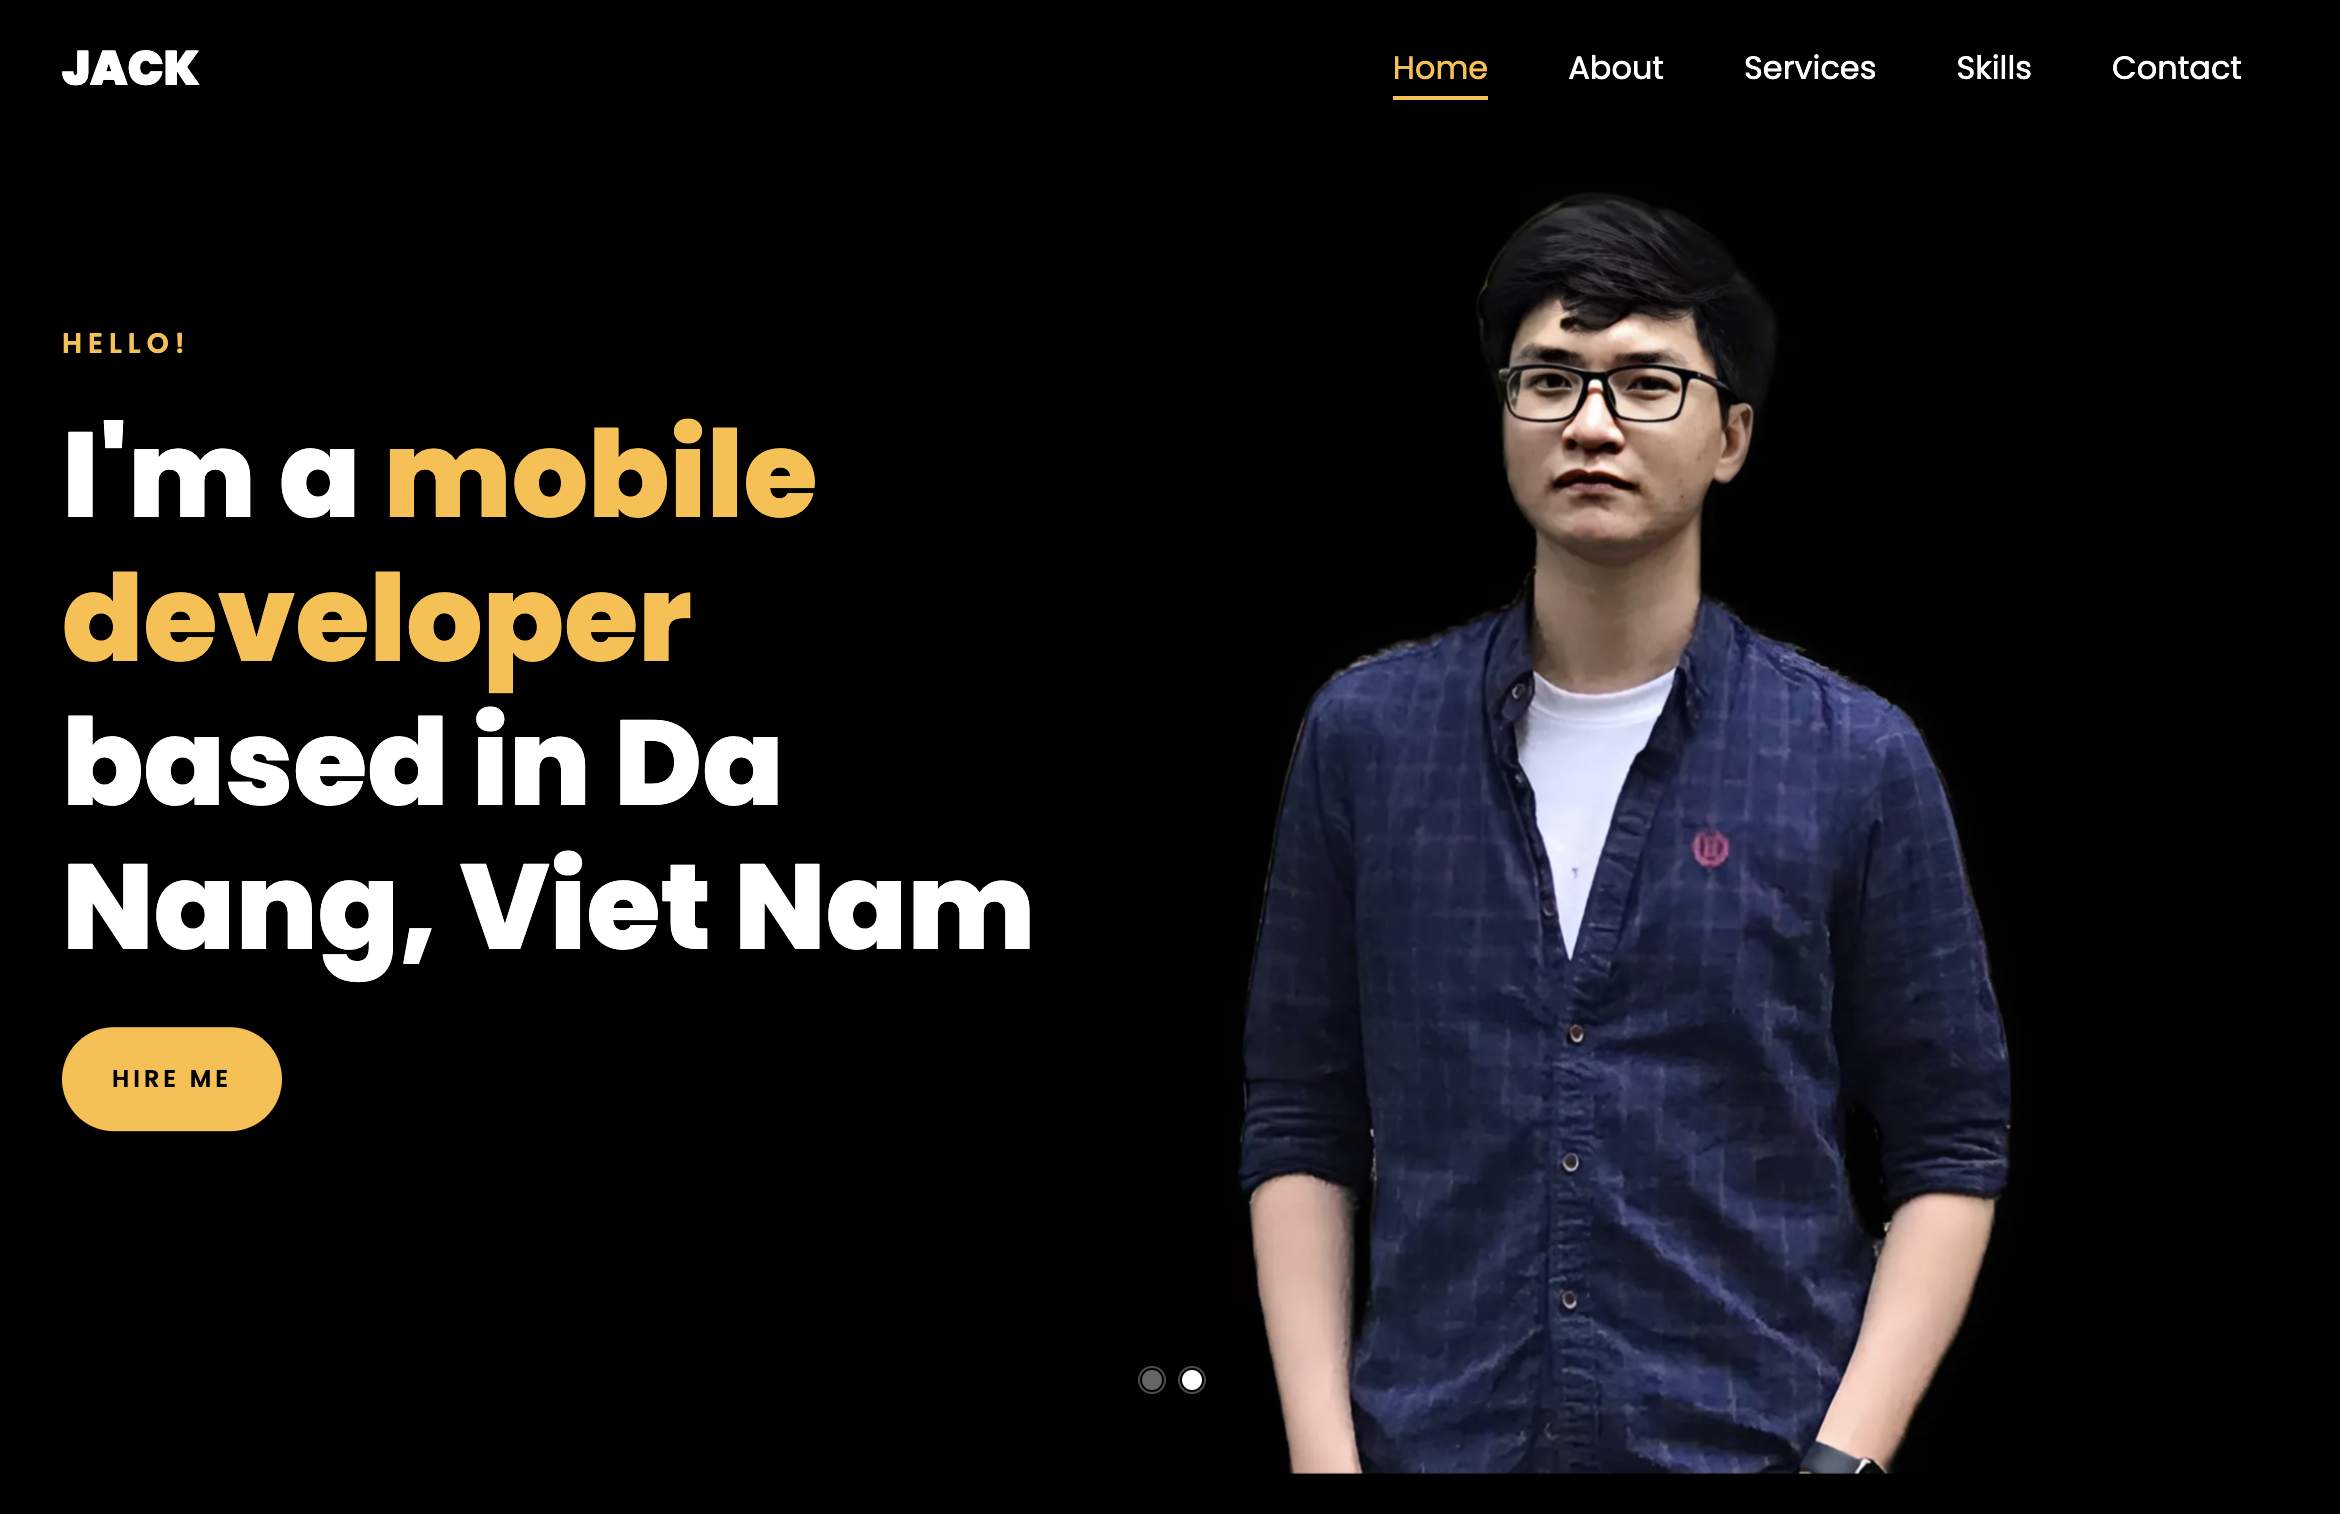 JACK
Home About Services Skills Contact
HELLO!
I'm a mobile
developer
based in Da
Nang, Viet Nam
HIRE ME